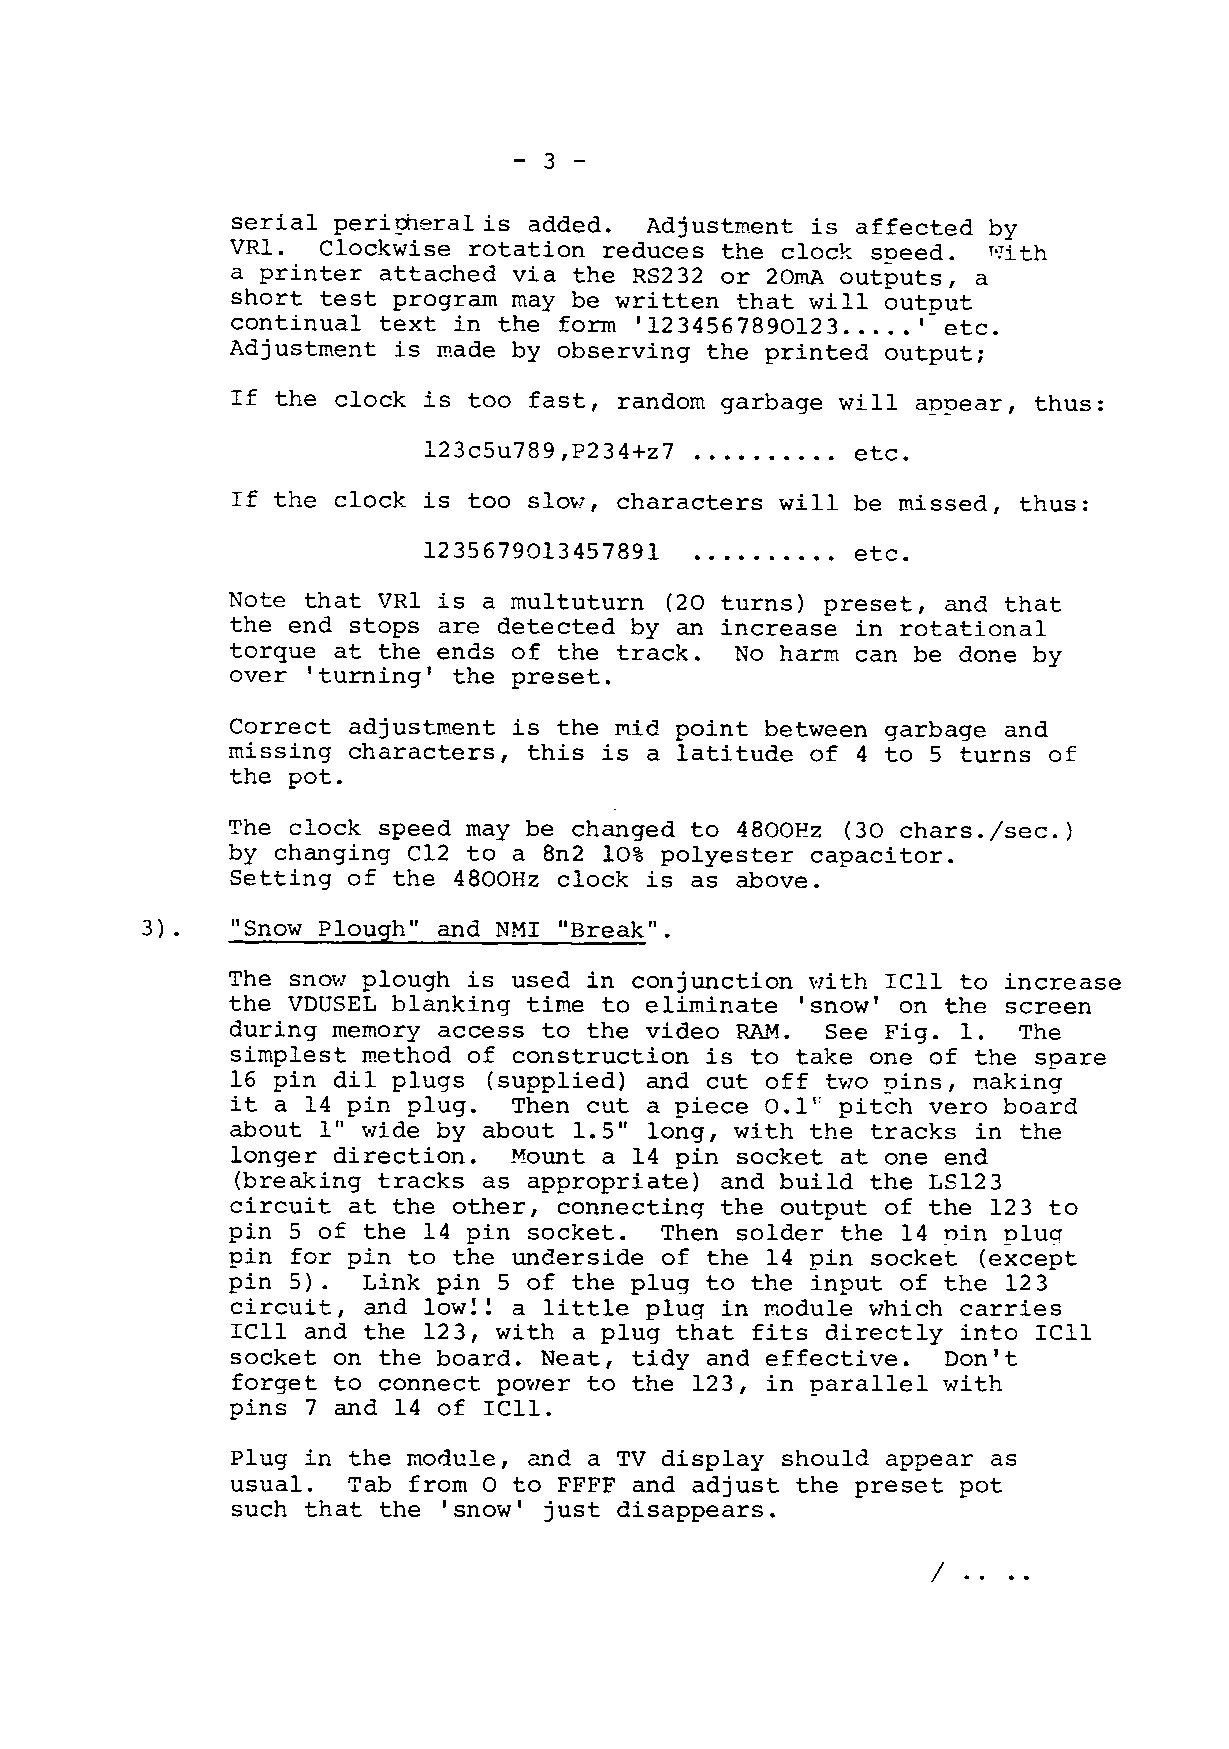 - 3 -
serial peripheral is added. Adjustment is affected by
VR1. Clockwise rotation reduces the clock speed. With
a printer attached via the RS232 or 20mA outputs, a
short test program may be written that will output
continual text in the form '1234567890123.....' etc.
Adjustment is made by observing the printed output;
If the clock is too fast, random garbage will appear, thus:
123c5u789,P234+z7 .......... etc.
If the clock is too slow, characters will be missed, thus:
1235679013457891 .......... etc.
Note that VR1 is a multuturn (20 turns) preset, and that
the end stops are detected by an increase in rotational
torque at the ends of the track. No harm can be done by
over 'turning' the preset.
Correct adjustment is the mid point between garbage and
missing characters, this is a latitude of 4 to 5 turns of
the pot.
The clock speed may be changed to 4800Hz (30 chars./sec.)
by changing C12 to a 8n2 10% polyester capacitor.
Setting of the 4800Hz clock is as above.
3). "Snow Plough" and NMI "Break".
The snow plough is used in conjunction with IC11 to increase
the VDUSEL blanking time to eliminate 'snow' on the screen
during memory access to the video RAM. See Fig. 1. The
simplest method of construction is to take one of the spare
16 pin dil plugs (supplied) and cut off two pins, making
it a 14 pin plug. Then cut a piece 0.1" pitch vero board
about 1" wide by about 1.5" long, with the tracks in the
longer direction. Mount a 14 pin socket at one end
(breaking tracks as appropriate) and build the LS123
circuit at the other, connecting the output of the 123 to
pin 5 of the 14 pin socket. Then solder the 14 pin plug
pin for pin to the underside of the 14 pin socket (except
pin 5). Link pin 5 of the plug to the input of the 123
circuit, and low!! a little plug in module which carries
IC11 and the 123, with a plug that fits directly into IC11
socket on the board. Neat, tidy and effective. Don't
forget to connect power to the 123, in parallel with
pins 7 and 14 of IC11.
Plug in the module, and a TV display should appear as
usual. Tab from 0 to FFFF and adjust the preset pot
such that the 'snow' just disappears.
/ .. ..